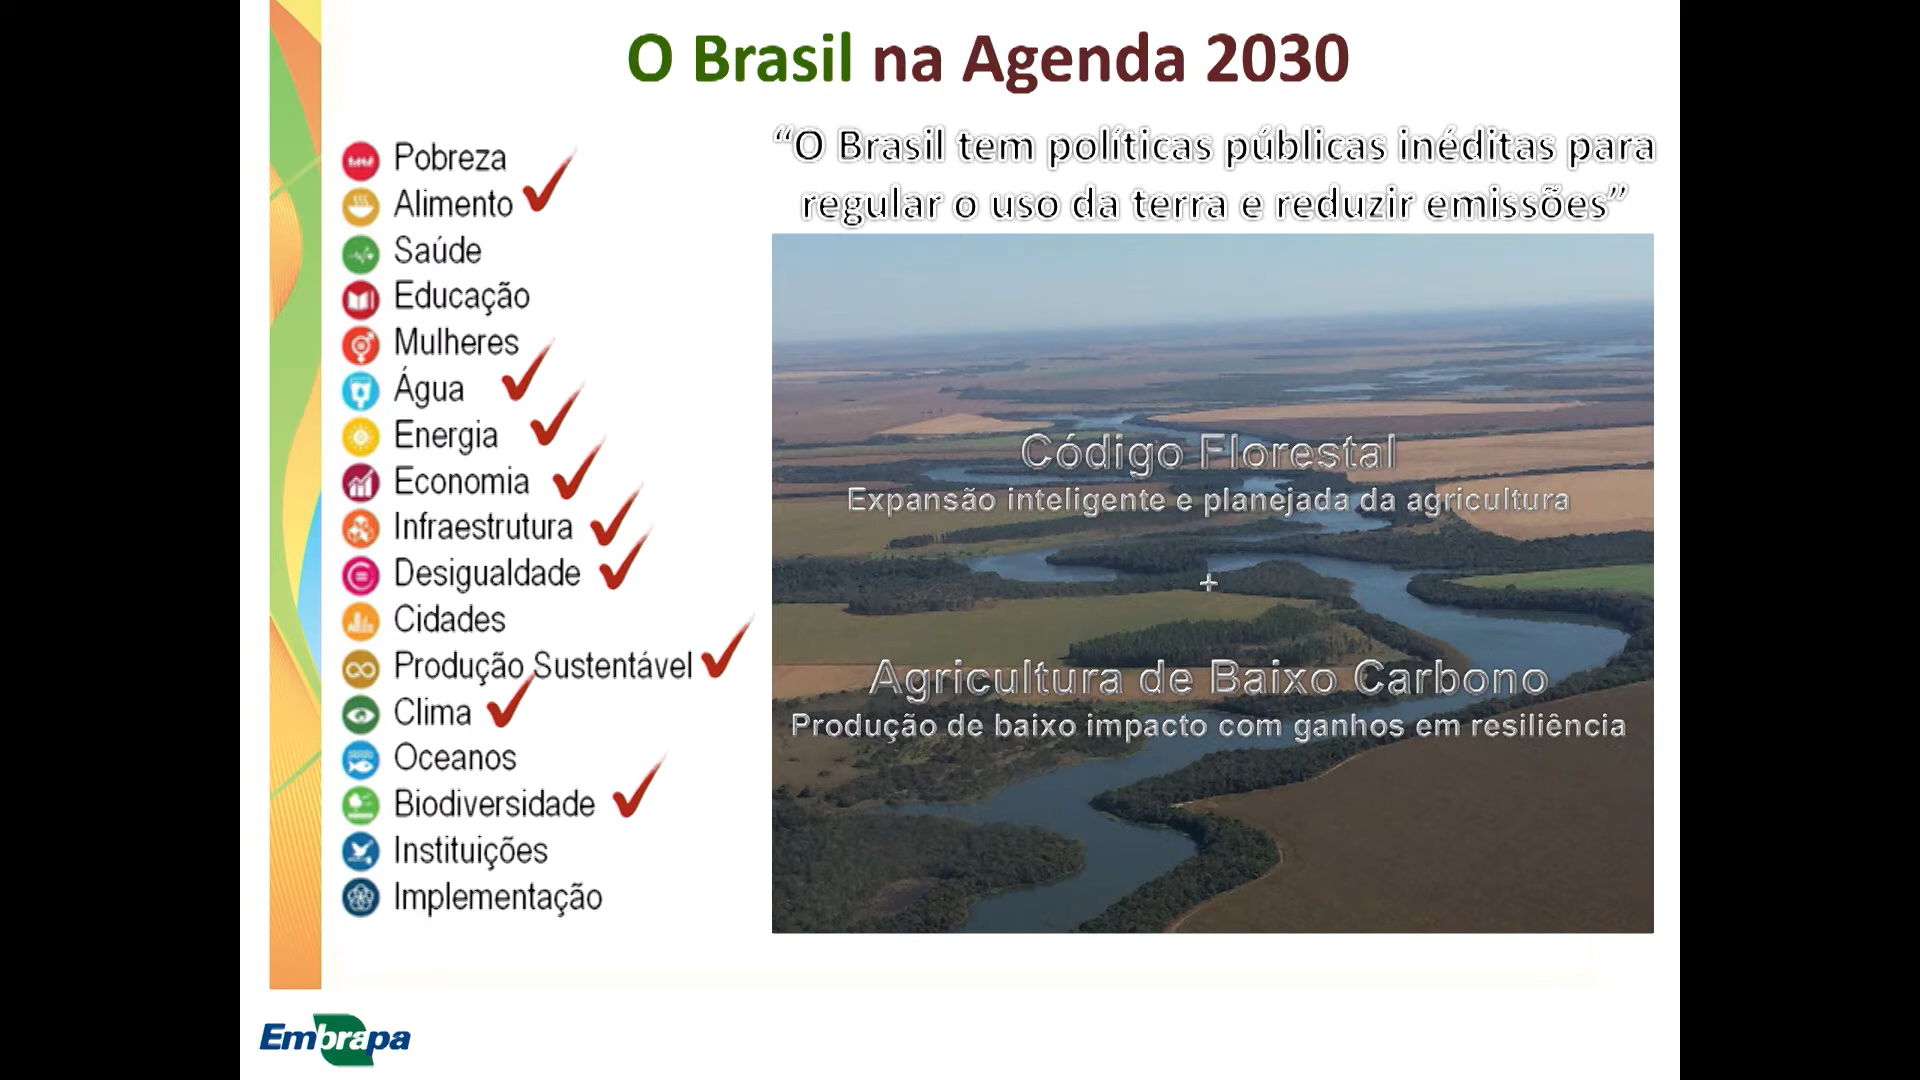 O Brasil na Agenda 2030
Pobreza
Alimento
Saúde
Educação
Mulheres
Água
Energia
Economia
Infraestrutura
Desigualdade
Cidades
Produção Sustentável
Clima
Oceanos
Biodiversidade
Instituições
Implementação
“O Brasil tem políticas públicas inéditas para
regular o uso da terra e reduzir emissões”
Código Florestal
Expansão inteligente e planejada da agricultura
+
Agricultura de Baixo Carbono
Produção de baixo impacto com ganhos em resiliência
Embrapa